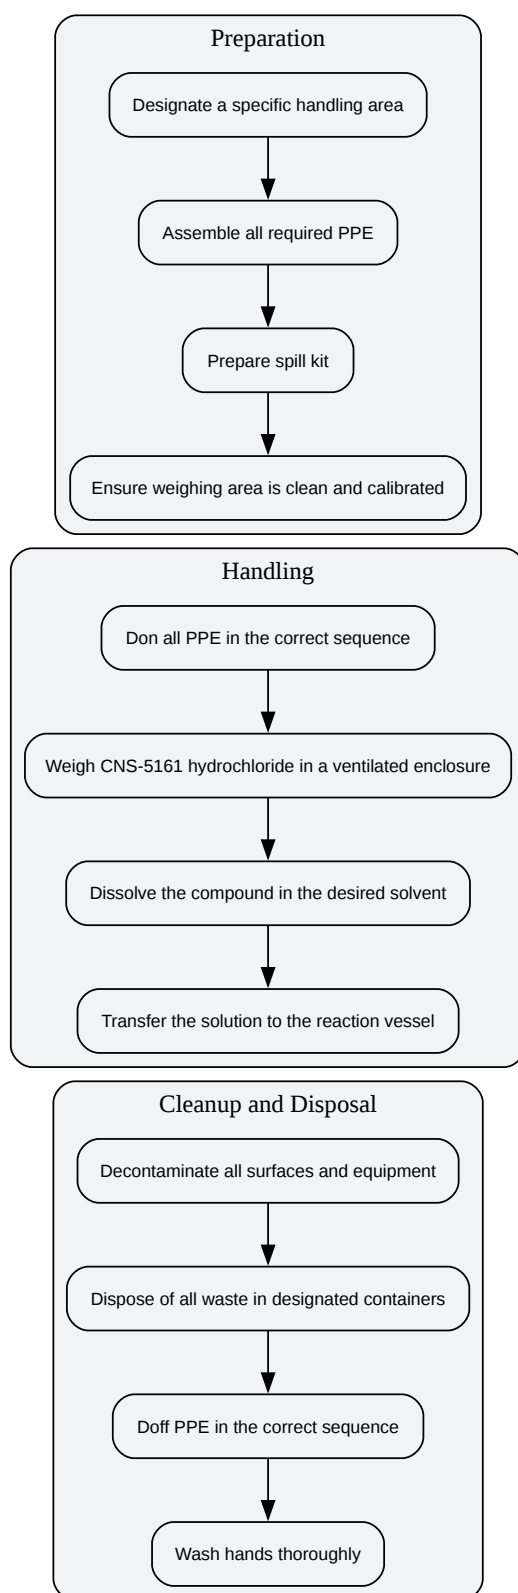 Preparation
Designate a specific handling area
Assemble all required PPE
Prepare spill kit
Ensure weighing area is clean and calibrated
Handling
Don all PPE in the correct sequence
Weigh CNS-5161 hydrochloride in a ventilated enclosure
Dissolve the compound in the desired solvent
Transfer the solution to the reaction vessel
Cleanup and Disposal
Decontaminate all surfaces and equipment
Dispose of all waste in designated containers
Doff PPE in the correct sequence
Wash hands thoroughly